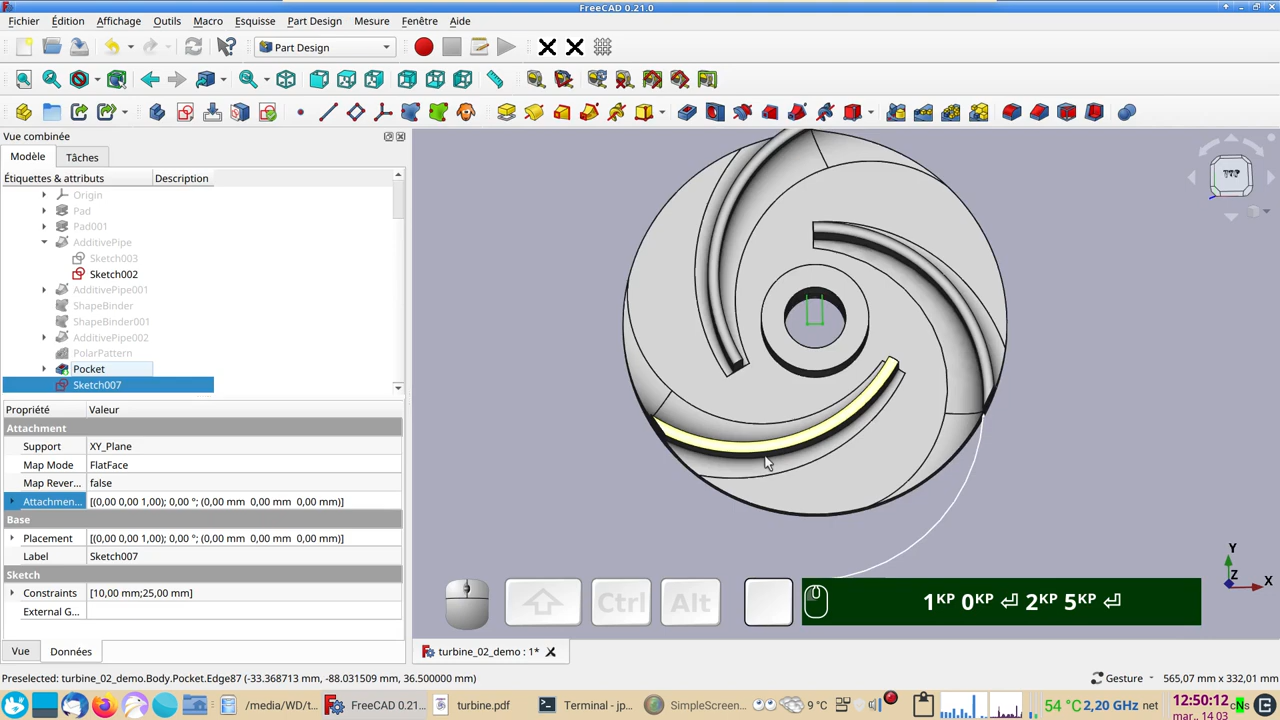 FreeCAD 0.21.0
Fichier Édition Affichage Outils Macro Esquisse Part Design Mesure Fenêtre Aide
Part Design
Vue combinée
Modèle Tâches
Étiquettes & attributs Description
Origin
Pad
Pad001
AdditivePipe
Sketch003
Sketch002
AdditivePipe001
ShapeBinder
ShapeBinder001
AdditivePipe002
PolarPattern
Pocket
Sketch007
Propriété Valeur
Attachment
Support XY_Plane
Map Mode FlatFace
Map Rever... false
Attachmen... [(0,00 0,00 1,00); 0,00 °; (0,00 mm 0,00 mm 0,00 mm)]
Base
Placement [(0,00 0,00 1,00); 0,00 °; (0,00 mm 0,00 mm 0,00 mm)]
Label Sketch007
Sketch
Constraints [10,00 mm;25,00 mm]
External G...
Vue Données
Y
Z X
Ctrl Alt
1KP 0KP ⏎ 2KP 5KP ⏎
turbine_02_demo : 1*
Preselected: turbine_02_demo.Body.Pocket.Edge87 (-33.368713 mm, -88.031509 mm, 36.500000 mm)
Gesture 565,07 mm x 332,01 mm
/media/WD/t... FreeCAD 0.21... turbine.pdf Terminal - jp... SimpleScreen... 9 °C 54 °C 2,20 GHz net 12:50:12
mar., 14 03
cNs